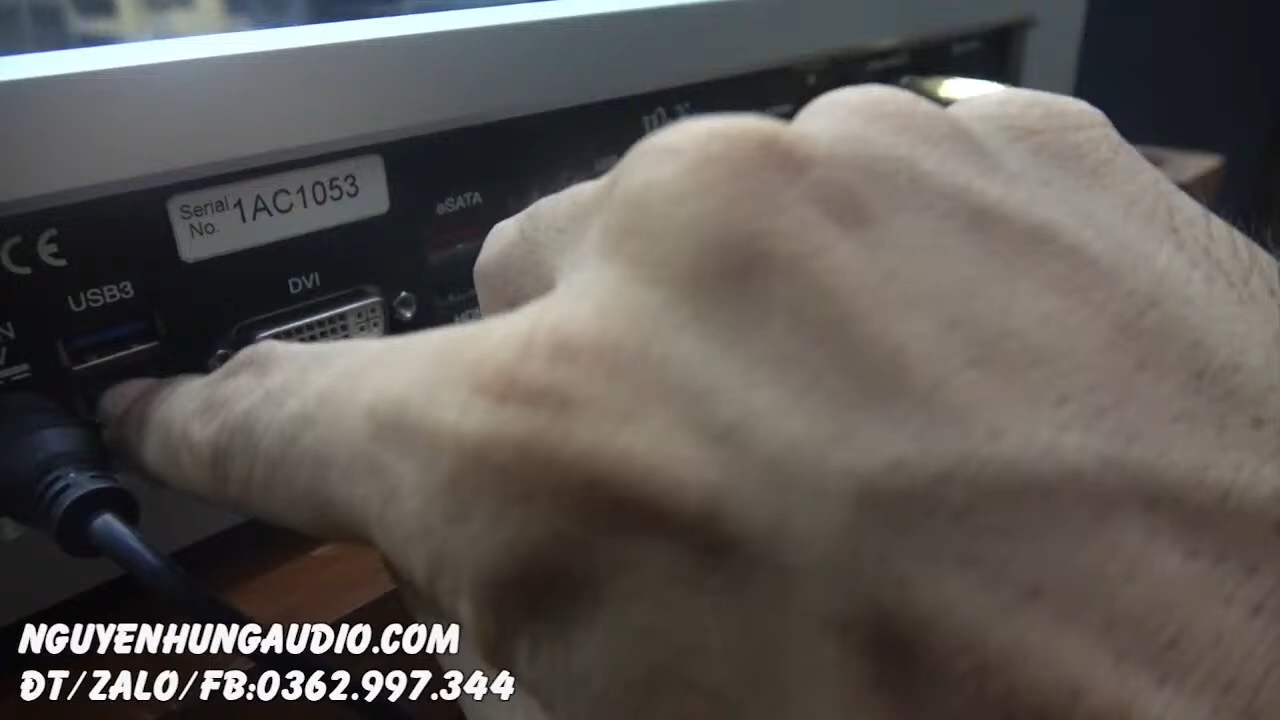 Serial
No. 1AC1053
eSATA
CE
USB3
DVI
NGUYENHUNGAUDIO.COM
ĐT/ZALO/FB:0362.997.344